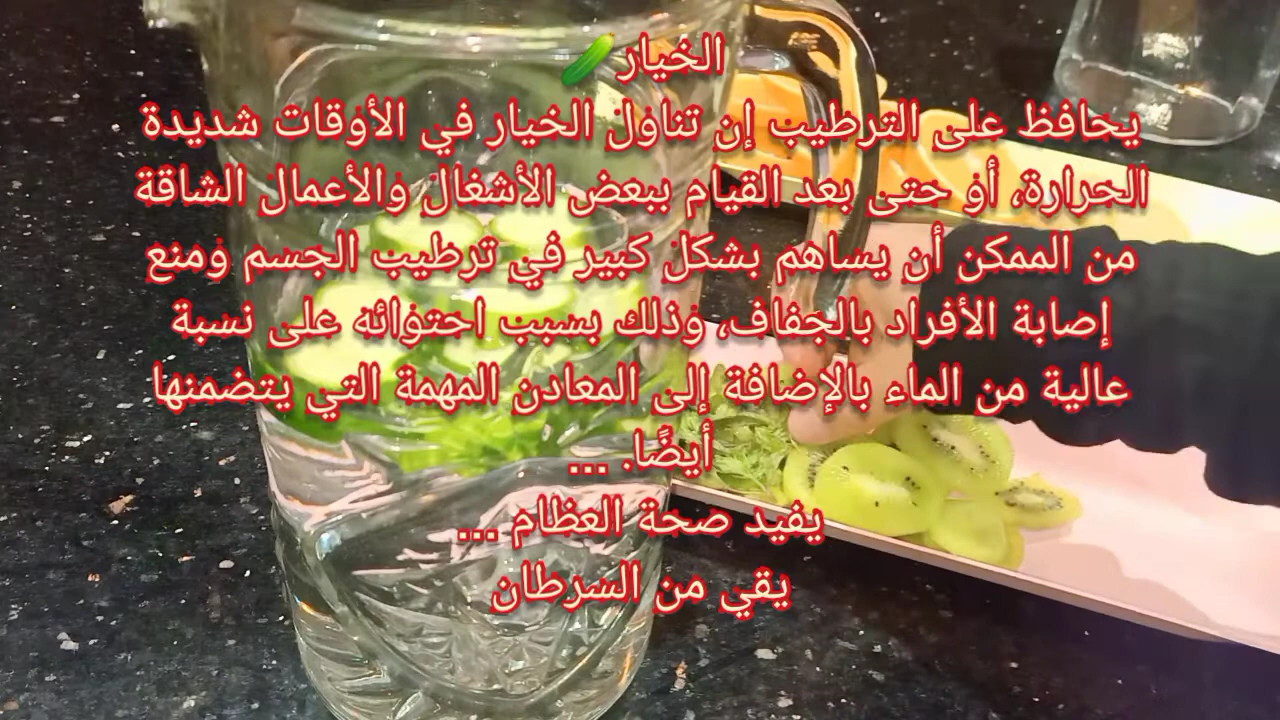 الخيار🥒
يحافظ على الترطيب إن تناول الخيار في الأوقات شديدة
الحرارة، أو حتى بعد القيام ببعض الأشغال والأعمال الشاقة
من الممكن أن يساهم بشكل كبير في ترطيب الجسم ومنع
إصابة الأفراد بالجفاف، وذلك بسبب احتوائه على نسبة
عالية من الماء بالإضافة إلى المعادن المهمة التي يتضمنها
أيضًا. ...
يفيد صحة العظام ...
يقي من السرطان